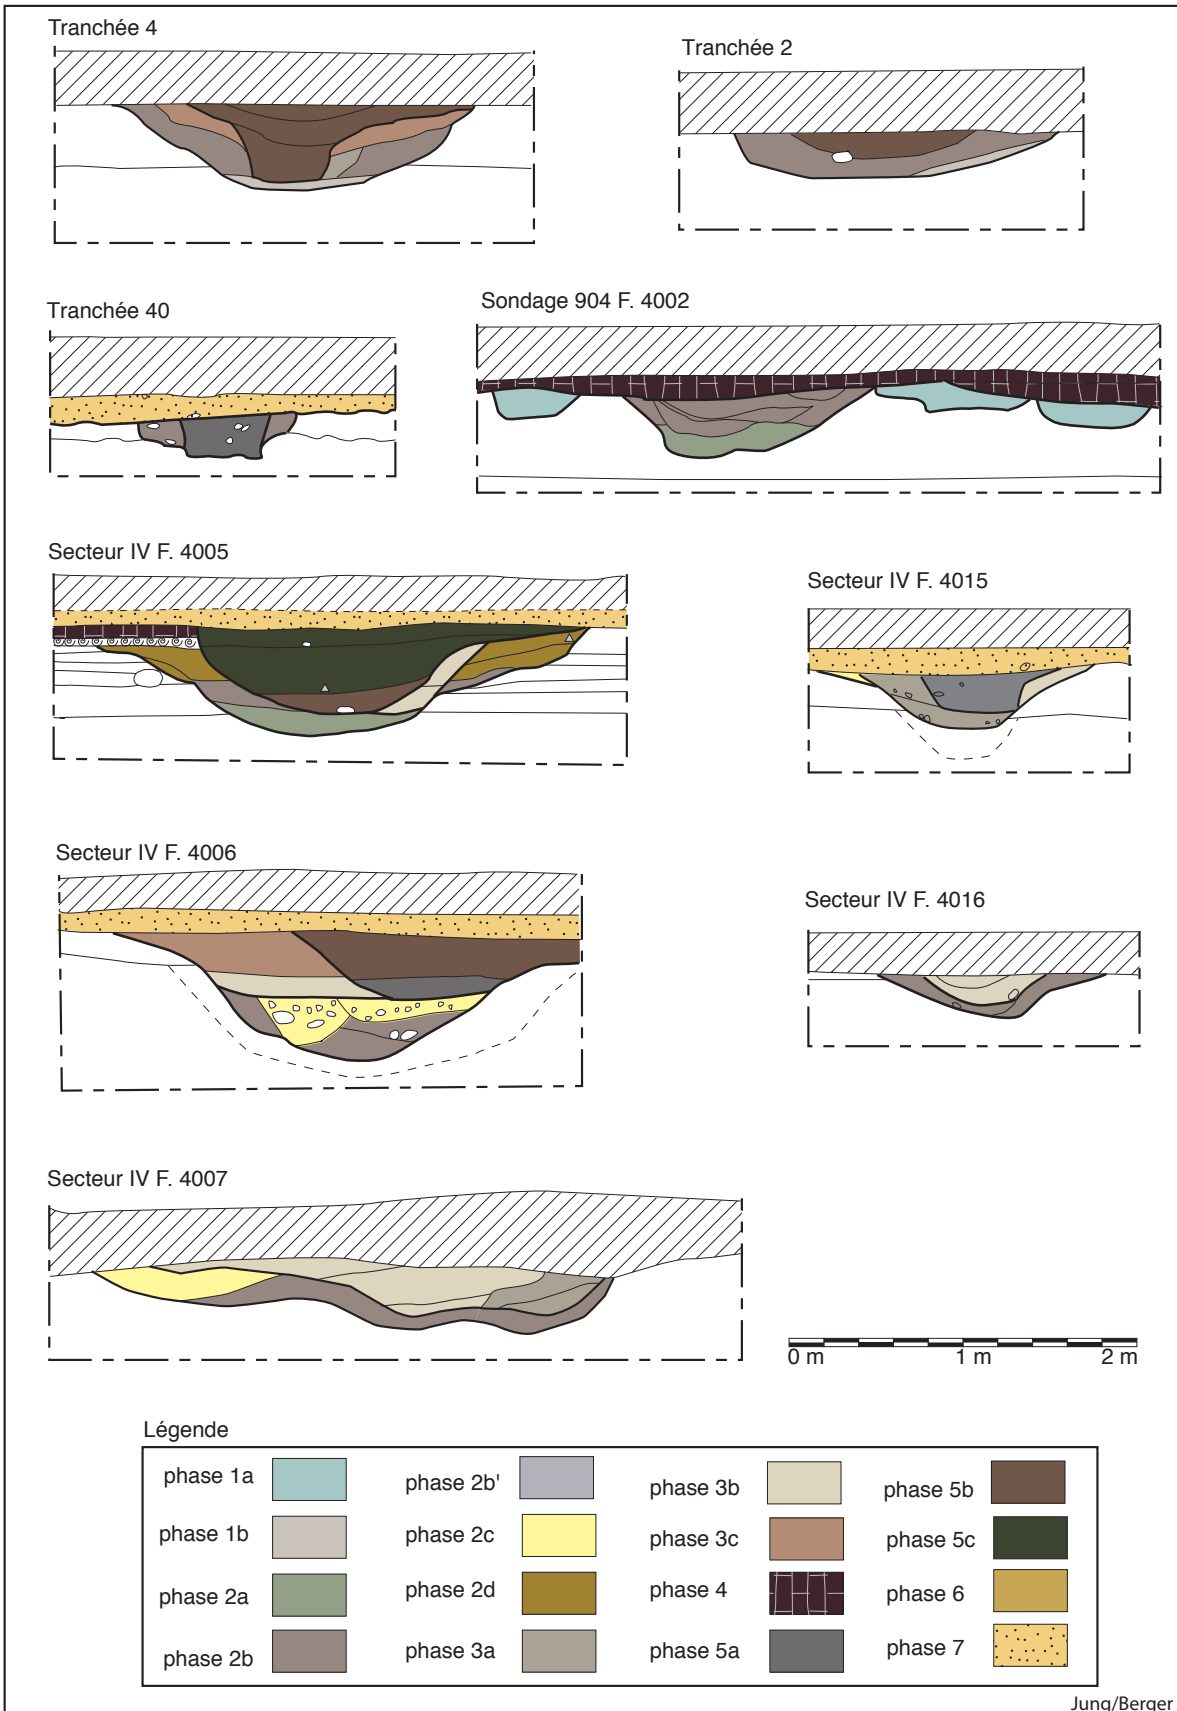 Tranchée 4
Tranchée 2
Tranchée 40
Sondage 904 F. 4002
Secteur IV F. 4005
Secteur IV F. 4015
Secteur IV F. 4006
Secteur IV F. 4016
Secteur IV F. 4007
0 m 1 m 2 m
Légende
phase 1a
phase 1b
phase 2a
phase 2b
phase 2b'
phase 2c
phase 2d
phase 3a
phase 3b
phase 3c
phase 4
phase 5a
phase 5b
phase 5c
phase 6
phase 7
Jung/Berger